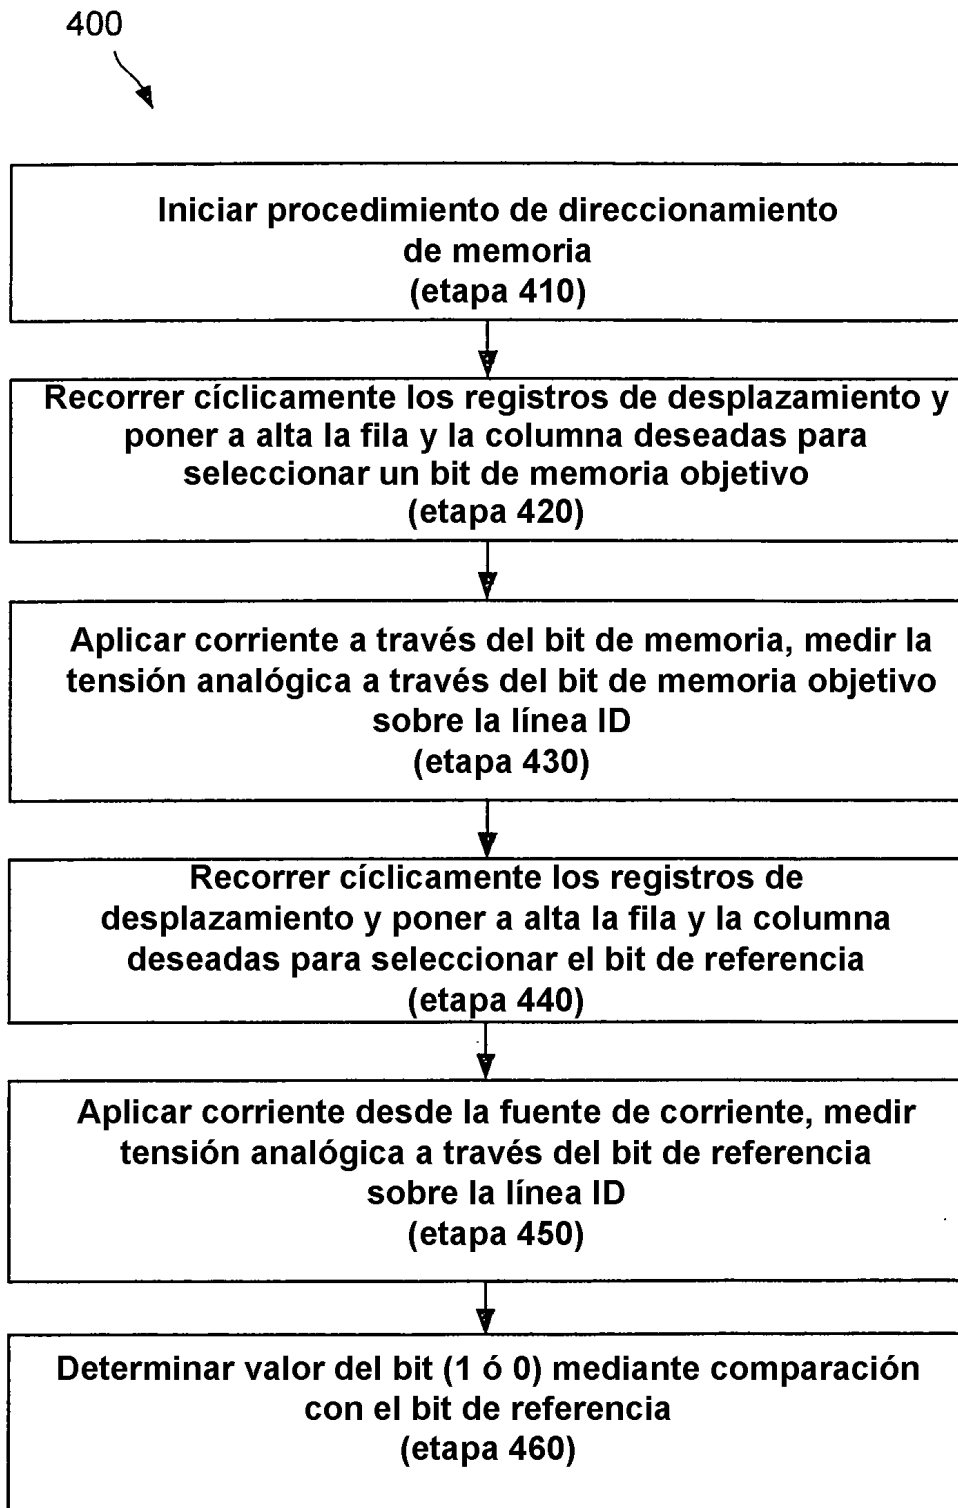 400
Iniciar procedimiento de direccionamiento
de memoria
(etapa 410)
Recorrer cíclicamente los registros de desplazamiento y
poner a alta la fila y la columna deseadas para
seleccionar un bit de memoria objetivo
(etapa 420)
Aplicar corriente a través del bit de memoria, medir la
tensión analógica a través del bit de memoria objetivo
sobre la línea ID
(etapa 430)
Recorrer cíclicamente los registros de
desplazamiento y poner a alta la fila y la columna
deseadas para seleccionar el bit de referencia
(etapa 440)
Aplicar corriente desde la fuente de corriente, medir
tensión analógica a través del bit de referencia
sobre la línea ID
(etapa 450)
Determinar valor del bit (1 ó 0) mediante comparación
con el bit de referencia
(etapa 460)